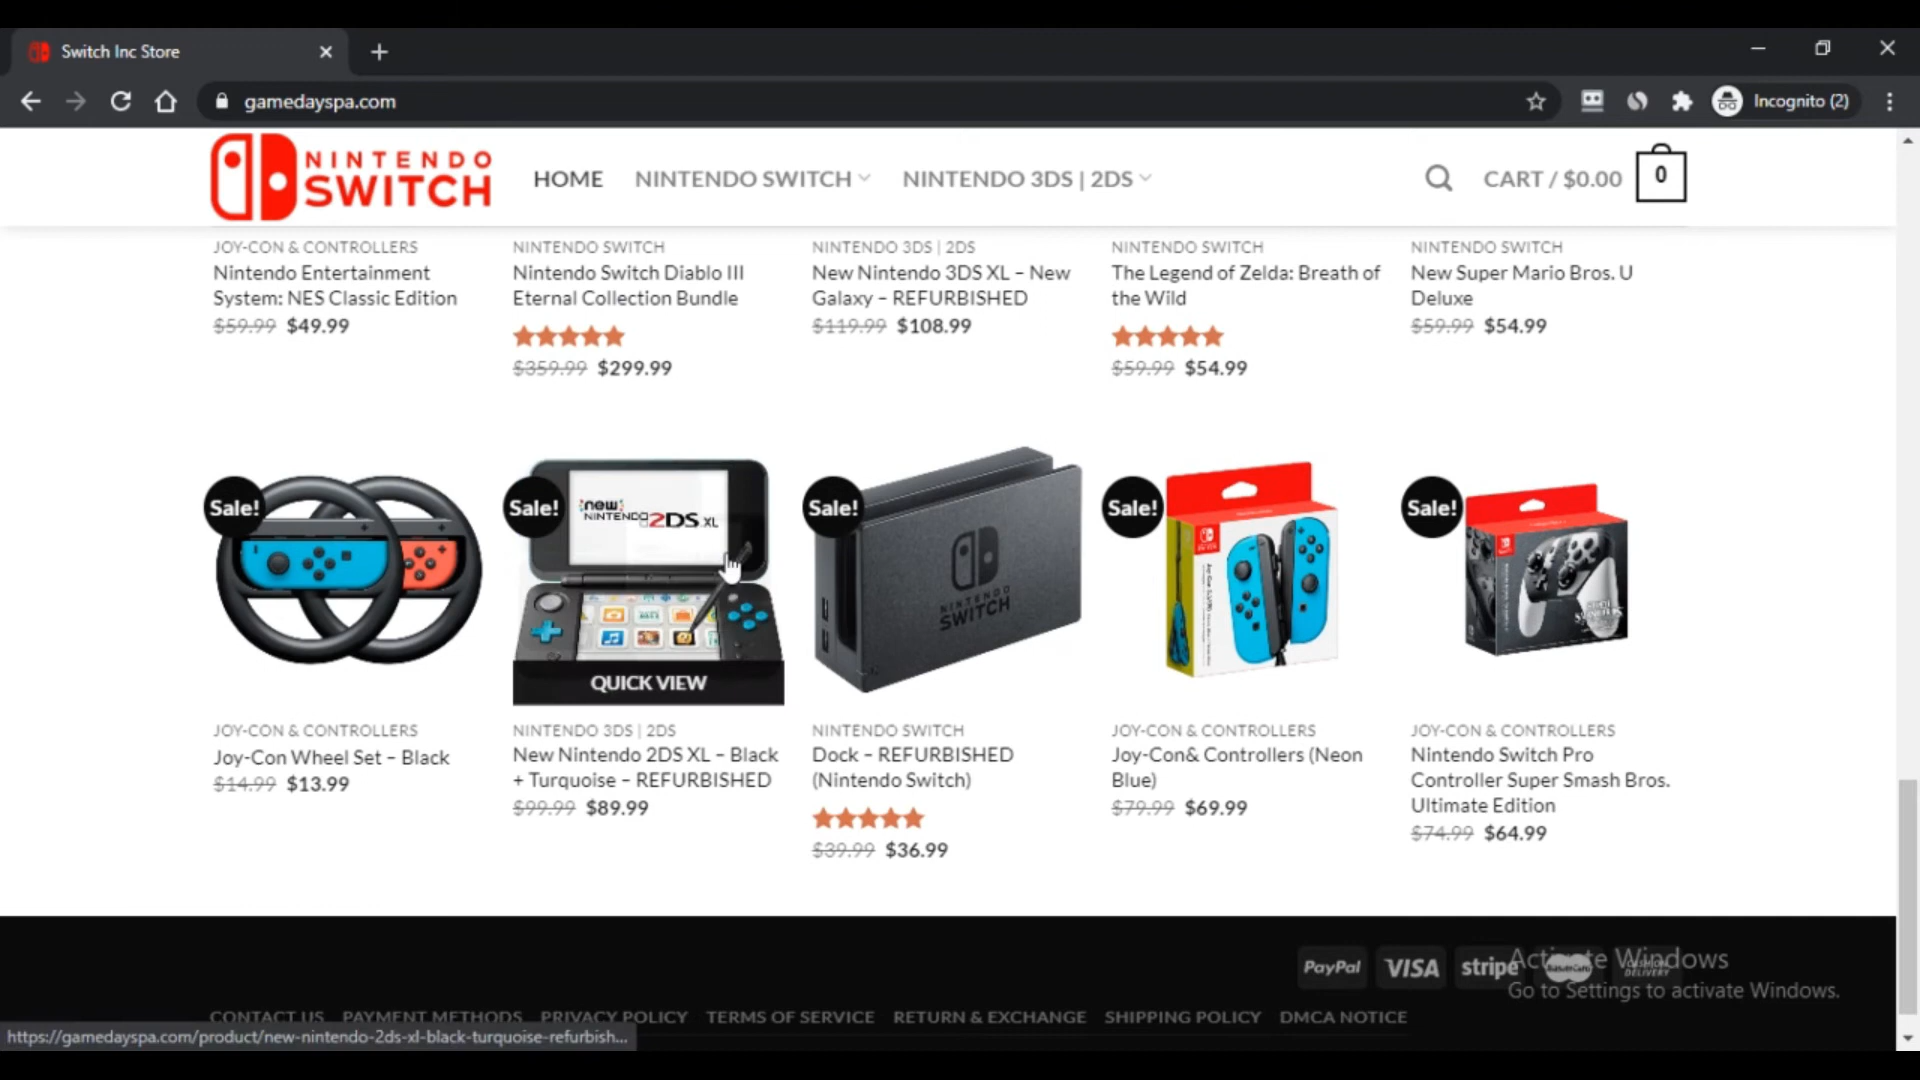 Switch Inc Store
gamedayspa.com
Incognito (2)
NINTENDO
SWITCH
HOME
NINTENDO SWITCH
NINTENDO 3DS | 2DS
CART / $0.00
0
JOY-CON & CONTROLLERS
Nintendo Entertainment
System: NES Classic Edition
$59.99 $49.99
NINTENDO SWITCH
Nintendo Switch Diablo III
Eternal Collection Bundle
$359.99 $299.99
NINTENDO 3DS | 2DS
New Nintendo 3DS XL – New
Galaxy – REFURBISHED
$119.99 $108.99
NINTENDO SWITCH
The Legend of Zelda: Breath of
the Wild
$59.99 $54.99
NINTENDO SWITCH
New Super Mario Bros. U
Deluxe
$59.99 $54.99
Sale!
JOY-CON & CONTROLLERS
Joy-Con Wheel Set – Black
$14.99 $13.99
Sale!
new
NINTENDO 2DS XL
QUICK VIEW
NINTENDO 3DS | 2DS
New Nintendo 2DS XL – Black
+ Turquoise – REFURBISHED
$99.99 $89.99
Sale!
NINTENDO
SWITCH
NINTENDO SWITCH
Dock – REFURBISHED
(Nintendo Switch)
$39.99 $36.99
Sale!
JOY-CON & CONTROLLERS
Joy-Con& Controllers (Neon
Blue)
$79.99 $69.99
Sale!
JOY-CON & CONTROLLERS
Nintendo Switch Pro
Controller Super Smash Bros.
Ultimate Edition
$74.99 $64.99
PayPal
VISA
stripe
MasterCard
CASH ON
DELIVERY
Activate Windows
Go to Settings to activate Windows.
CONTACT US
PAYMENT METHODS
PRIVACY POLICY
TERMS OF SERVICE
RETURN & EXCHANGE
SHIPPING POLICY
DMCA NOTICE
https://gamedayspa.com/product/new-nintendo-2ds-xl-black-turquoise-refurbish...